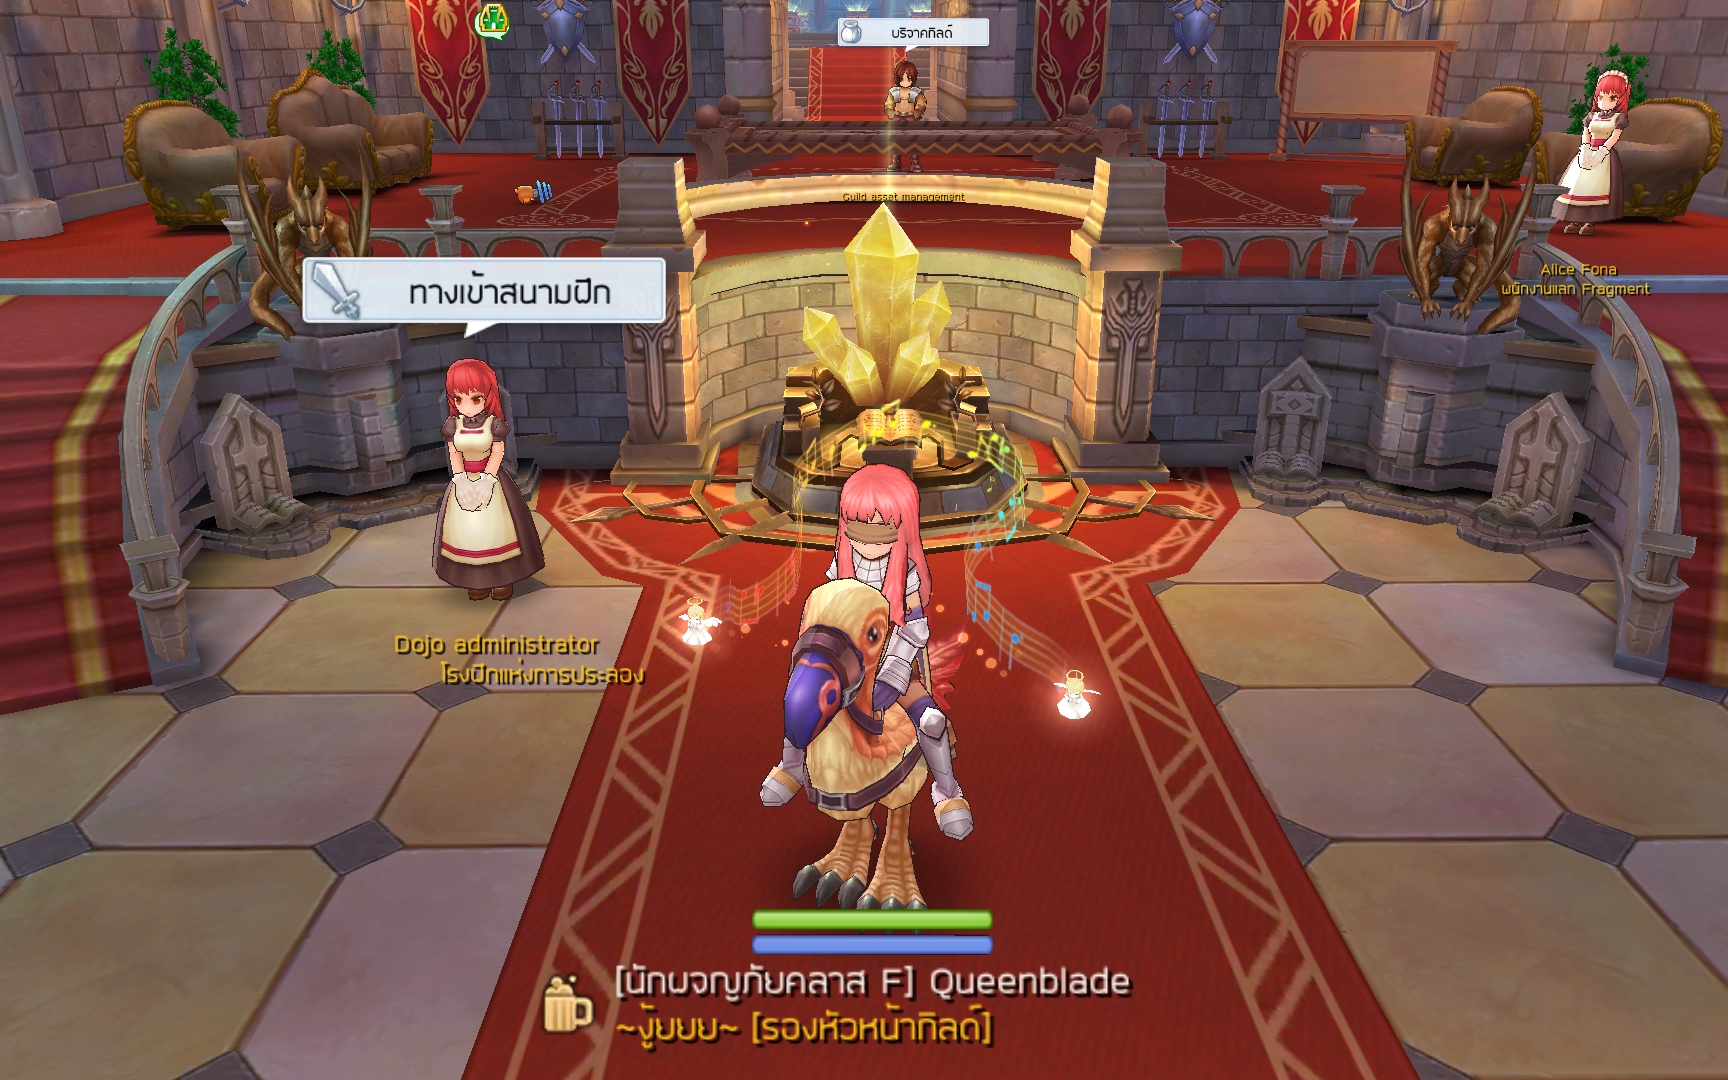 บริจาคกิลด์
Guild asset management
ทางเข้าสนามฝึก
Alice Fona
พนักงานแลก Fragment
Dojo administrator
โรงฝึกแห่งการประลอง
[นักผจญภัยคลาส F] Queenblade
~งู้ยยย~ [รองหัวหน้ากิลด์]